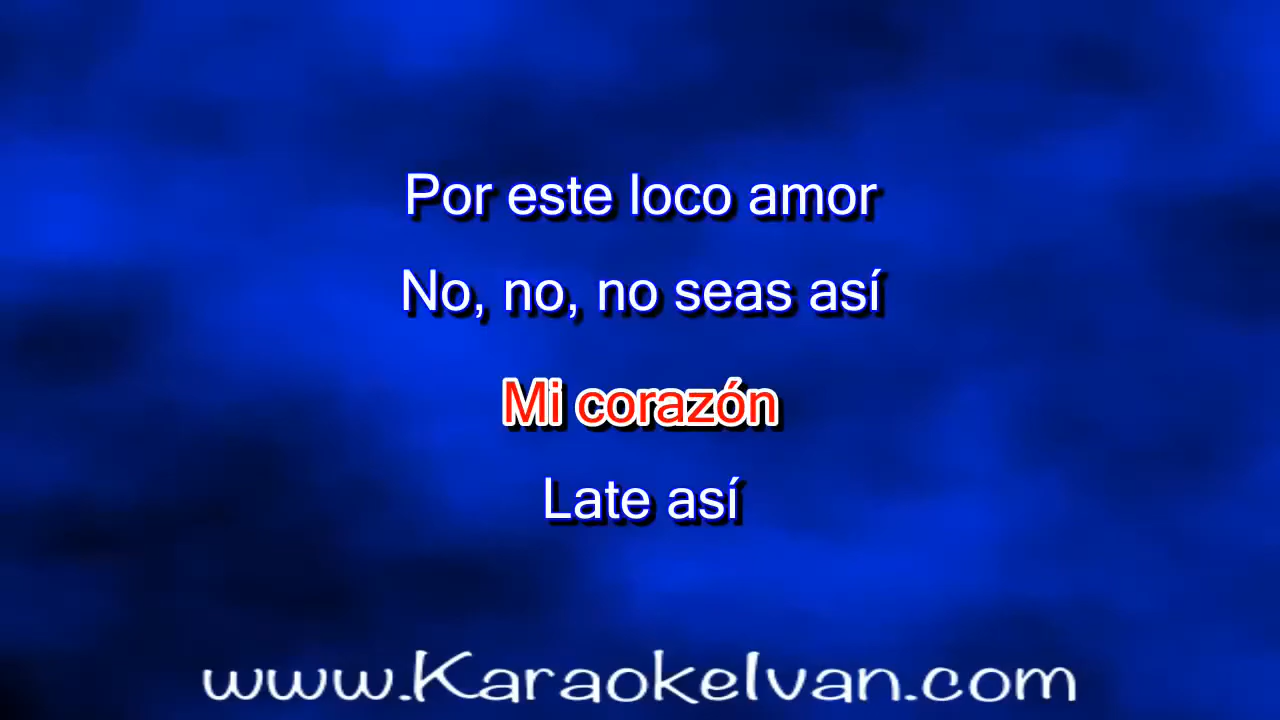 Por este loco amor
No, no, no seas así
Mi corazón
Late así
www.KaraokeIvan.com